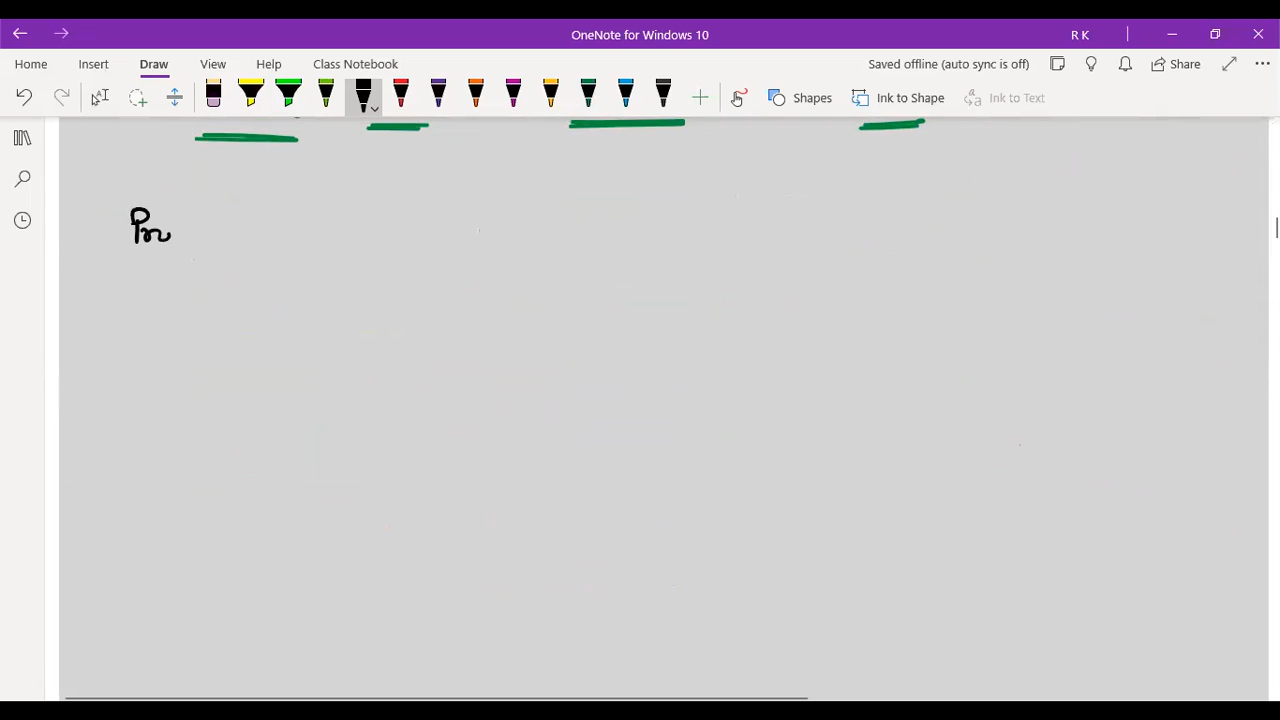 OneNote for Windows 10
R K
Home Insert Draw View Help Class Notebook
Saved offline (auto sync is off)
Share
Shapes
Ink to Shape
Ink to Text
Pr